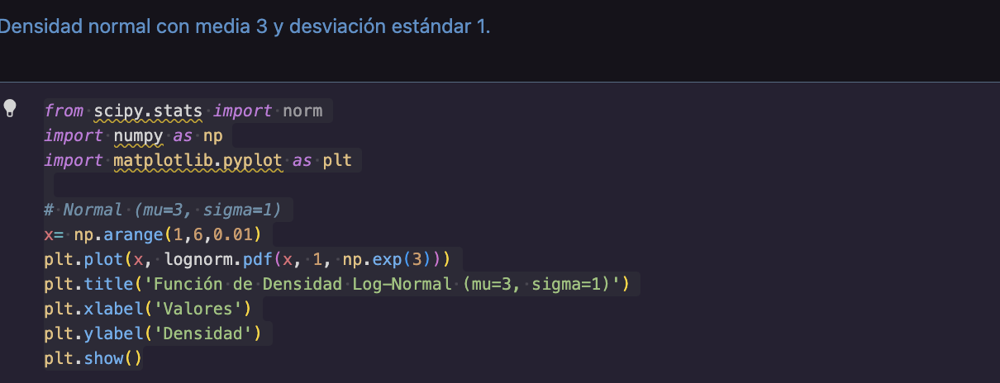 Densidad normal con media 3 y desviación estándar 1.
from scipy.stats import norm
import numpy as np
import matplotlib.pyplot as plt
# Normal (mu=3, sigma=1)
x= np.arange(1,6,0.01)
plt.plot(x, lognorm.pdf(x, 1, np.exp(3)))
plt.title('Función de Densidad Log-Normal (mu=3, sigma=1)')
plt.xlabel('Valores')
plt.ylabel('Densidad')
plt.show()